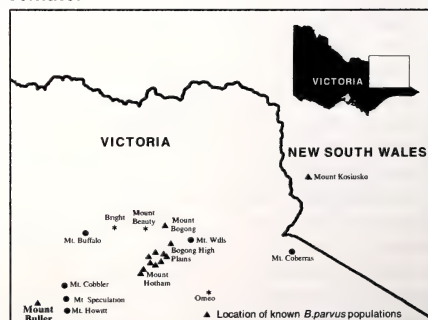 VICTORIA
VICTORIA
NEW SOUTH WALES
Mount Kosiusko
Bright
Mount
Beauty
Mount
Bogong
Mt. Buffalo
Mt. Wills
Bogong High
Plains
Mt. Coberras
Mount
Hotham
Mt. Cobbler
Omeo
Mt Speculation
Mount
Buller
Mt. Howitt
Location of known B.parvus populations